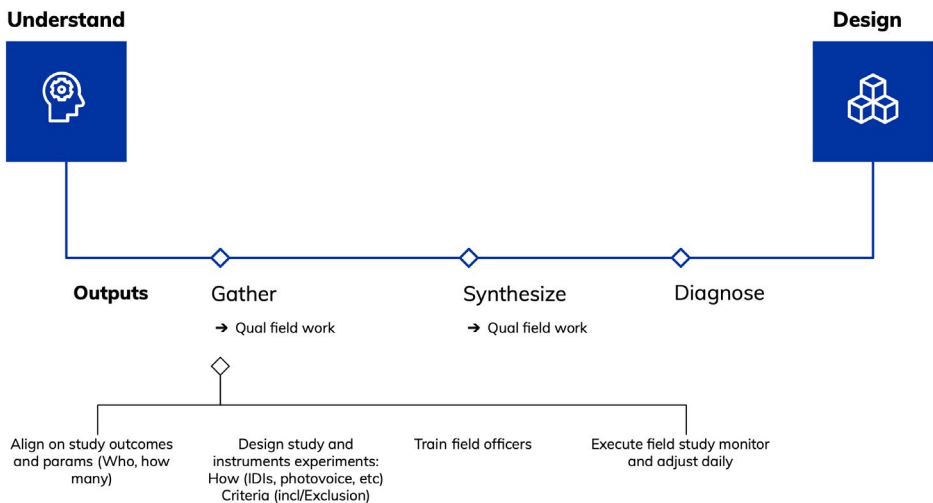 Understand
Design
Outputs
Gather
Synthesize
Diagnose
➔ Qual field work
➔ Qual field work
Align on study outcomes
and params (Who, how
many)
Design study and
instruments experiments:
How (IDIs, photovoice, etc)
Criteria (incl/Exclusion)
Train field officers
Execute field study monitor
and adjust daily